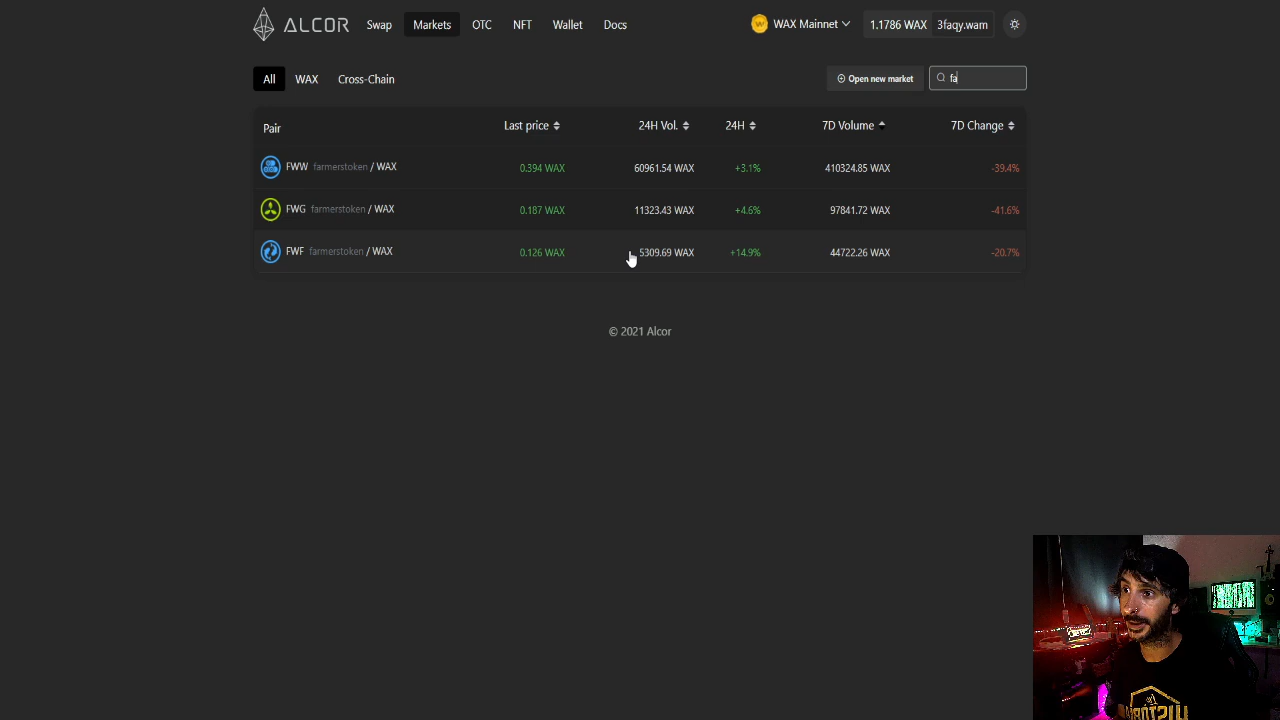 ALCOR Swap Markets OTC NFT Wallet Docs WAX Mainnet 1.1786 WAX 3faqy.wam
All WAX Cross-Chain Open new market fa
Pair Last price 24H Vol. 24H 7D Volume 7D Change
FWW farmerstoken / WAX 0.394 WAX 60961.54 WAX +3.1% 410324.85 WAX -39.4%
FWG farmerstoken / WAX 0.187 WAX 11323.43 WAX +4.6% 97841.72 WAX -41.6%
FWF farmerstoken / WAX 0.126 WAX 5309.69 WAX +14.9% 44722.26 WAX -20.7%
© 2021 Alcor